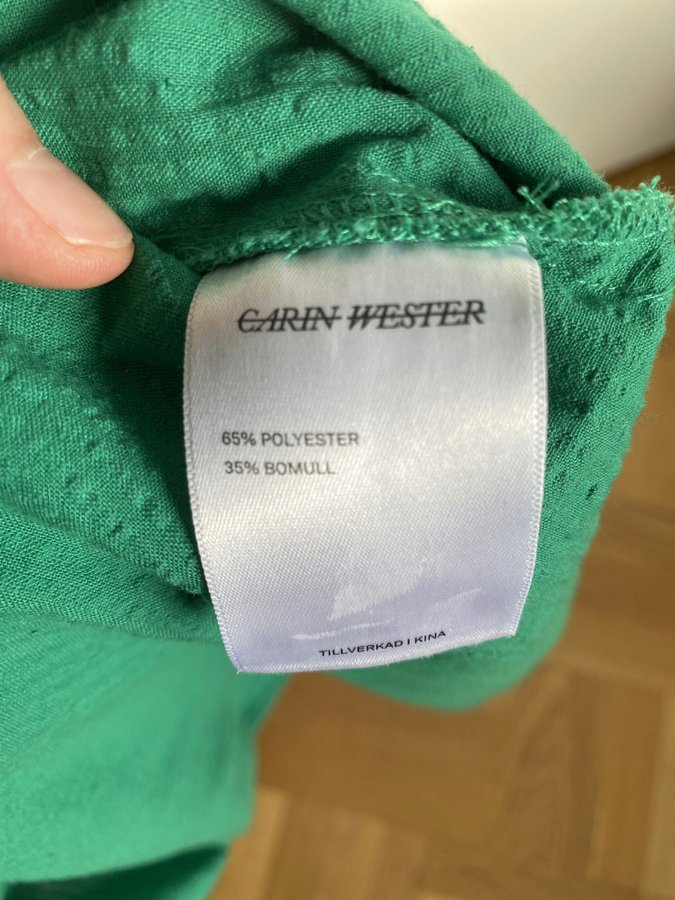 CARIN WESTER
65% POLYESTER
35% BOMULL
TILLVERKAD I KINA